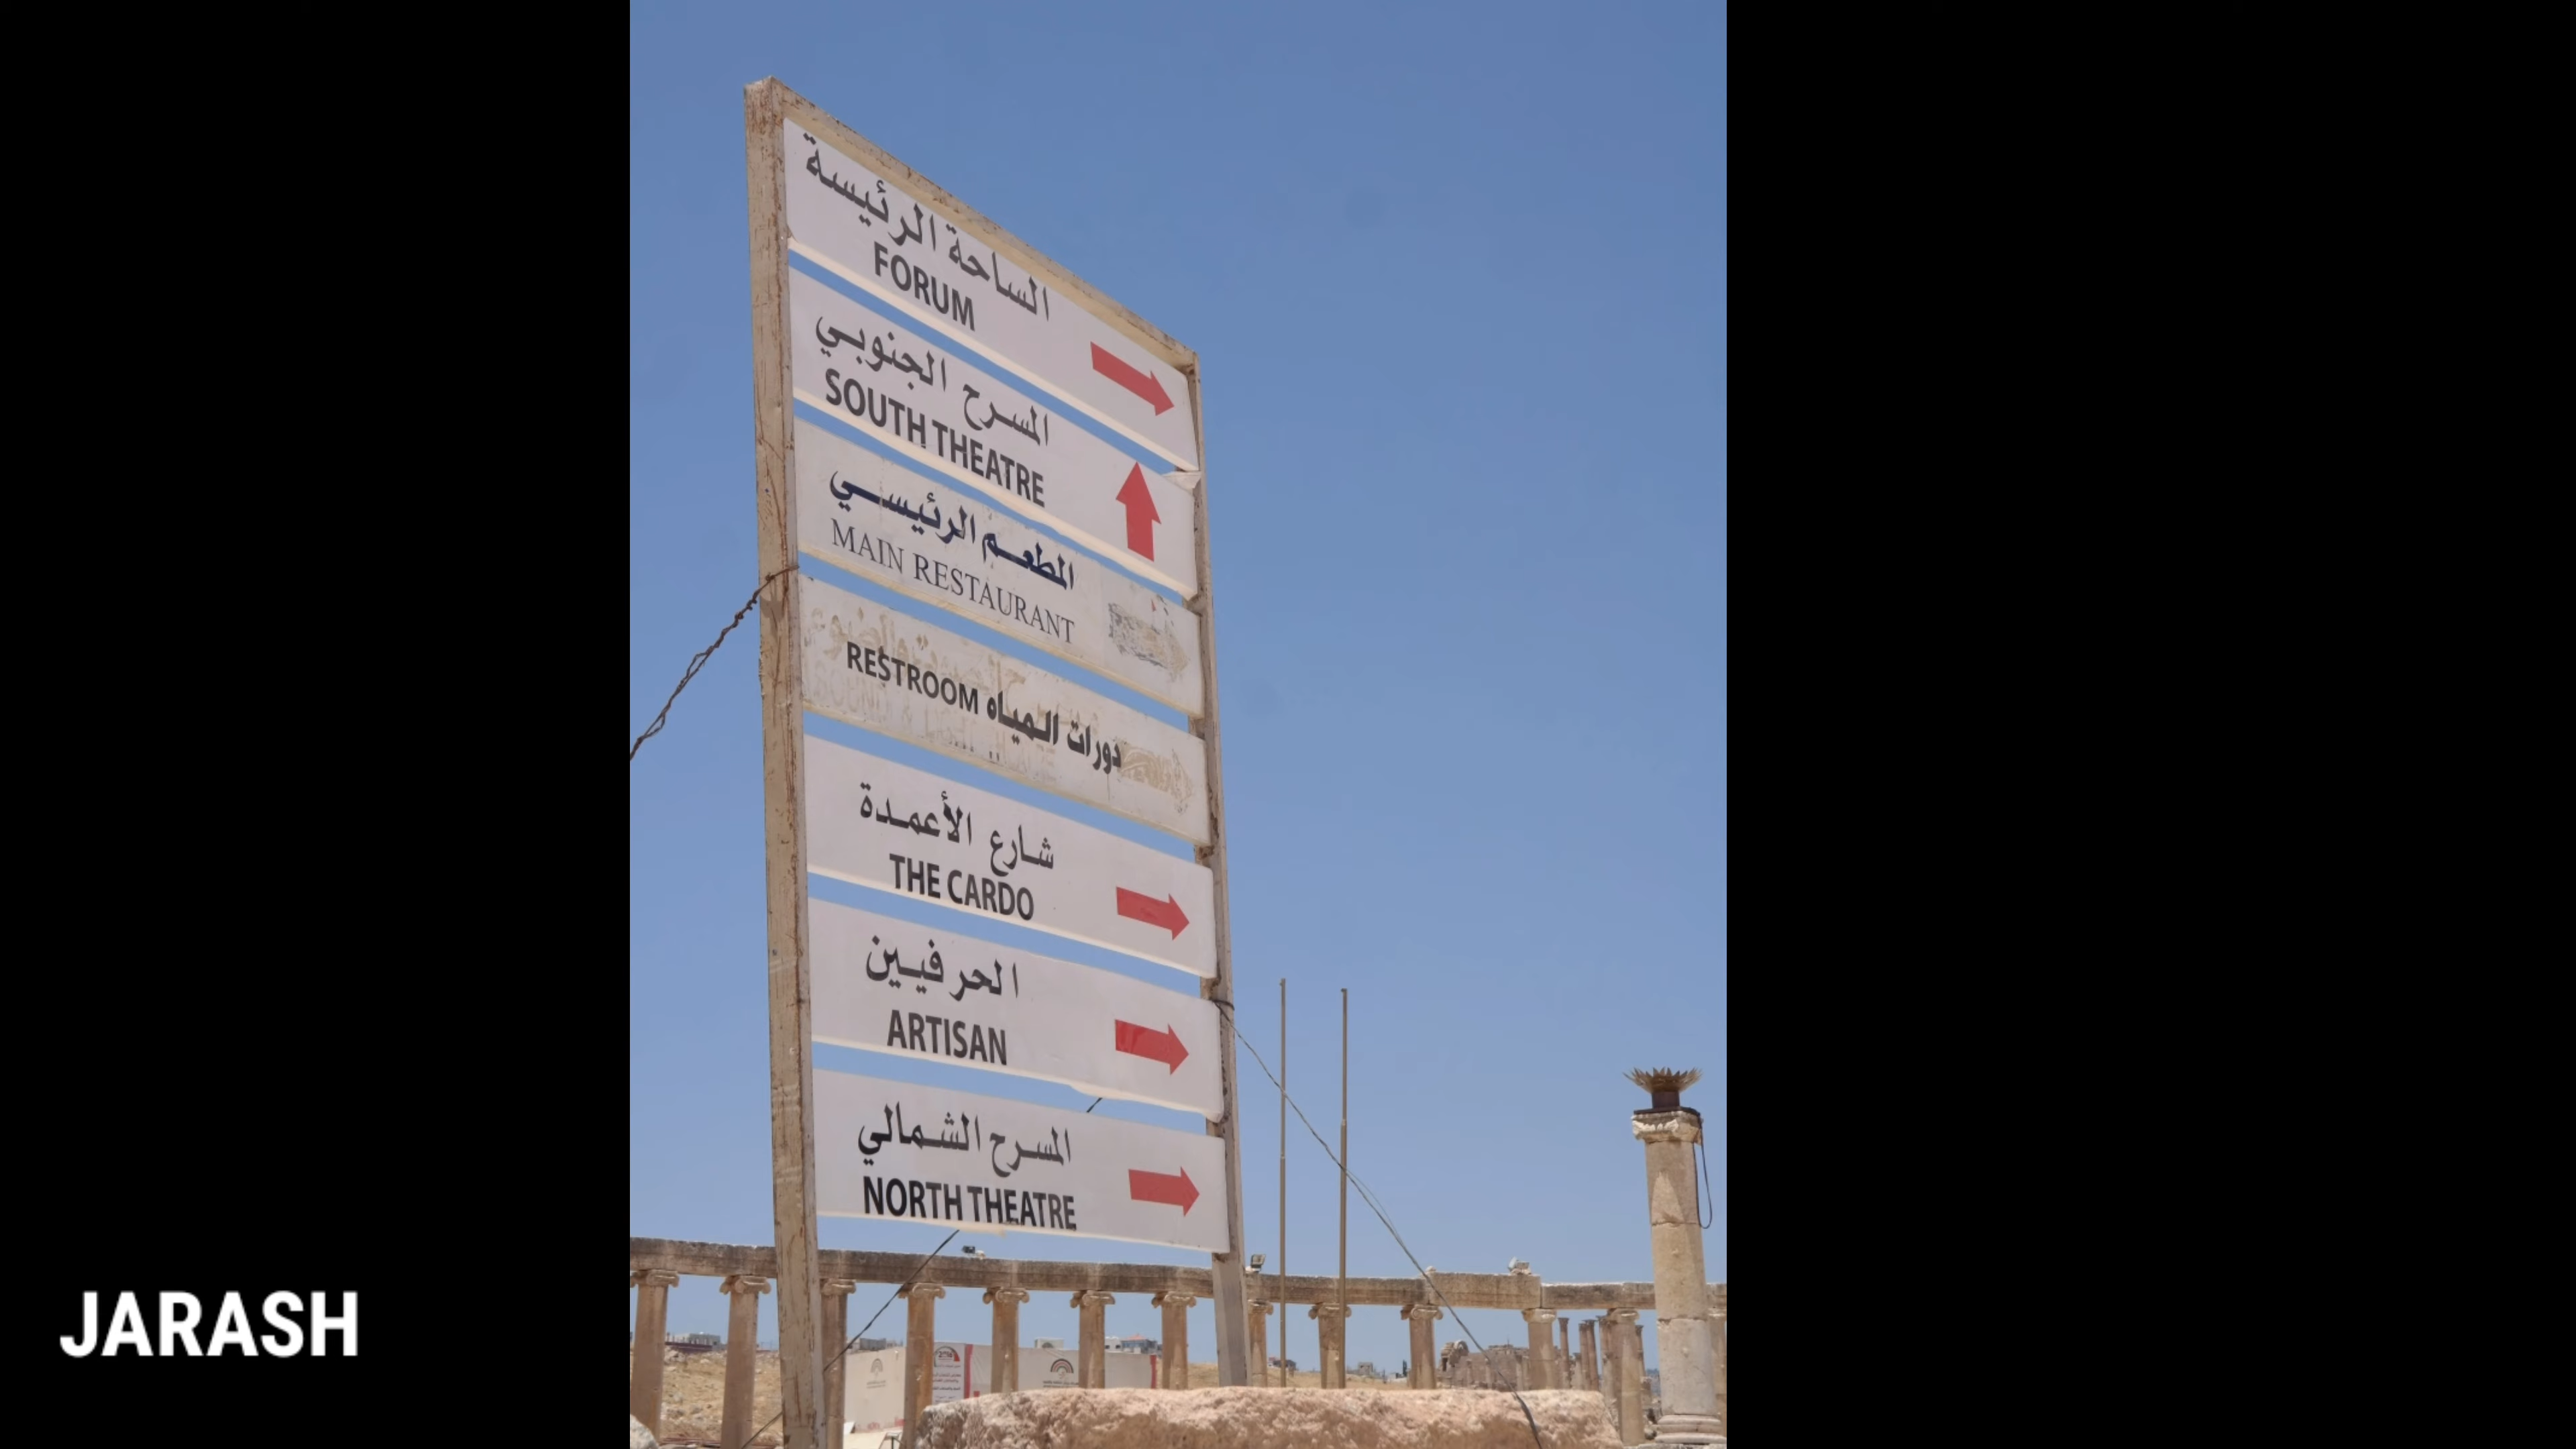 الساحة الرئيسة
FORUM
المسرح الجنوبي
SOUTH THEATRE
المطعم الرئيسي
MAIN RESTAURANT
RESTROOM دورات المياه
شارع الأعمدة
THE CARDO
الحرفيين
ARTISAN
المسرح الشمالي
NORTH THEATRE
JARASH